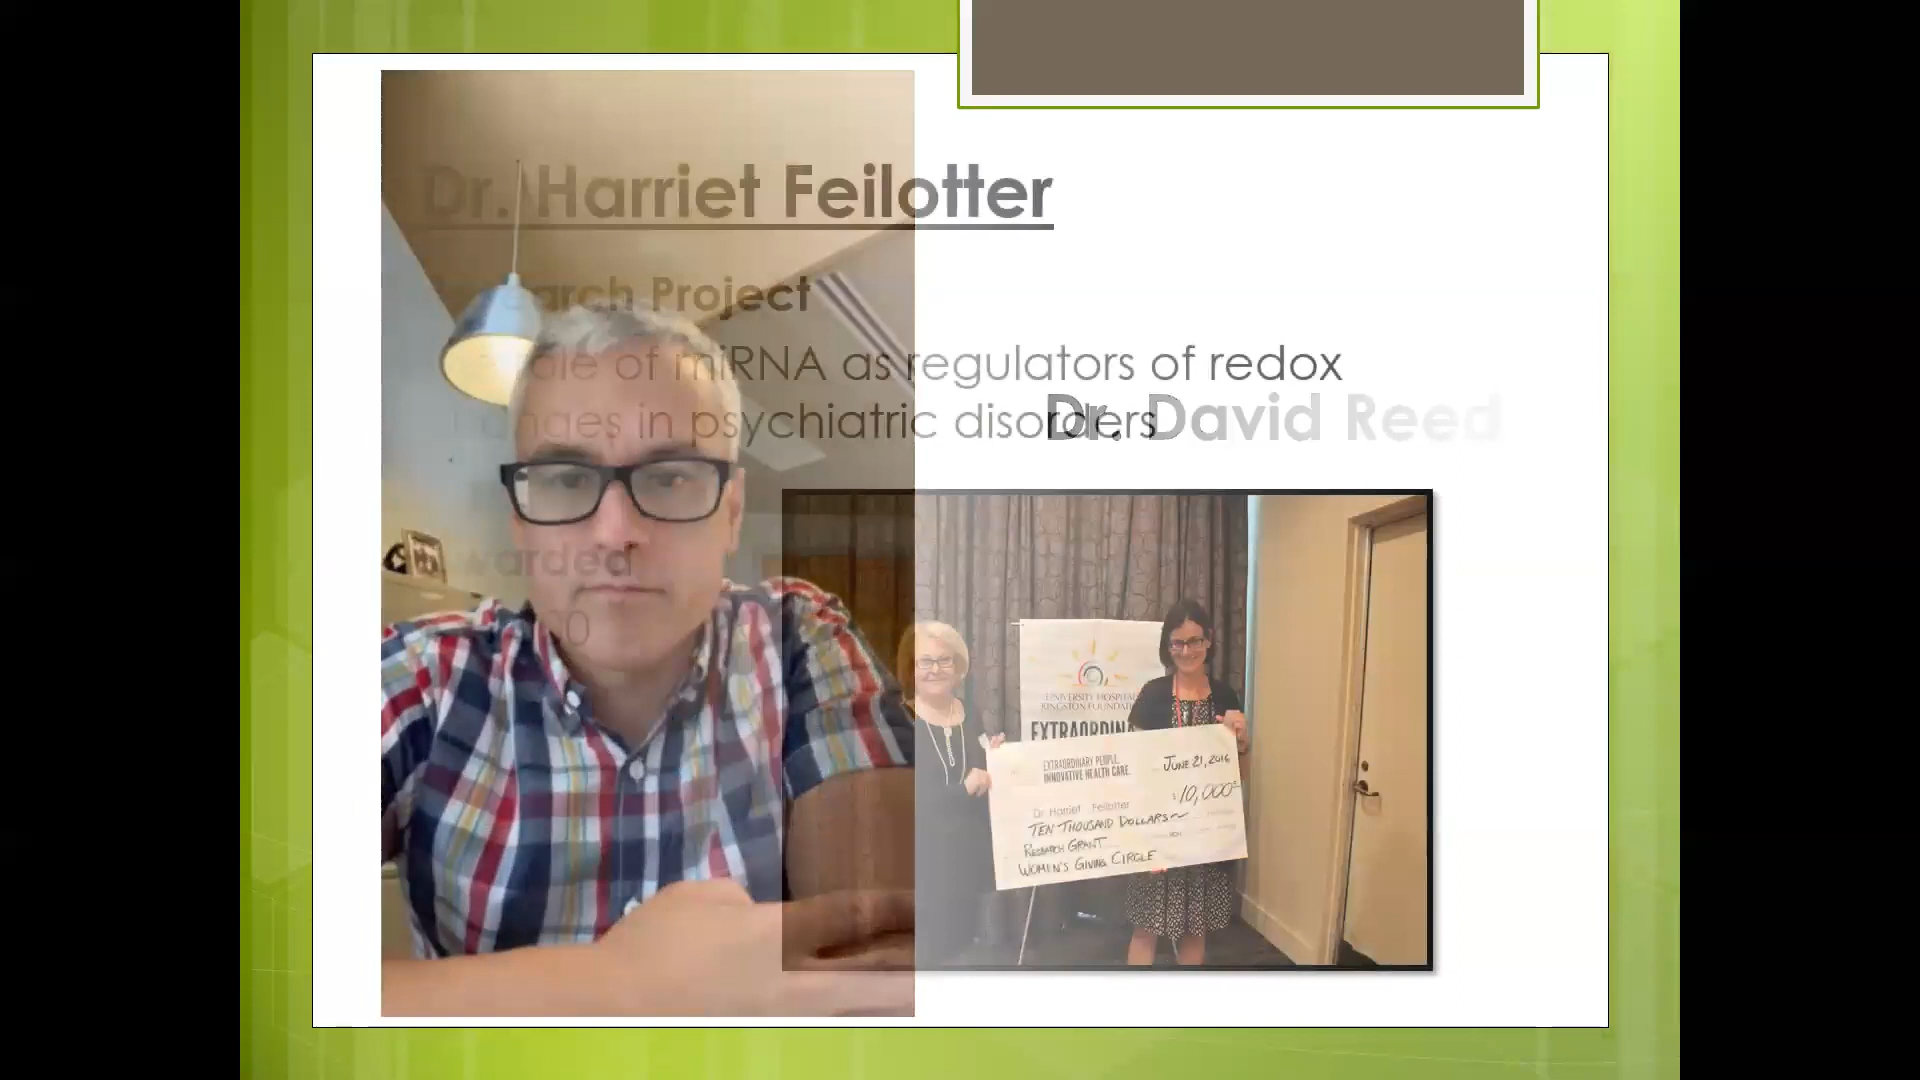 Dr. Harriet Feilotter
Research Project
role of miRNA as regulators of redox
changes in psychiatric disorders
Dr. David Reed
Awarded
UNIVERSITY HOSPITALS
KINGSTON FOUNDATION
EXTRAORDINA
EXTRAORDINARY PEOPLE.
INNOVATIVE HEALTH CARE.
JUNE 21, 2016
$10,000
Dr. Harriet Feilotter
TEN THOUSAND DOLLARS
RESEARCH GRANT
WOMEN'S GIVING CIRCLE